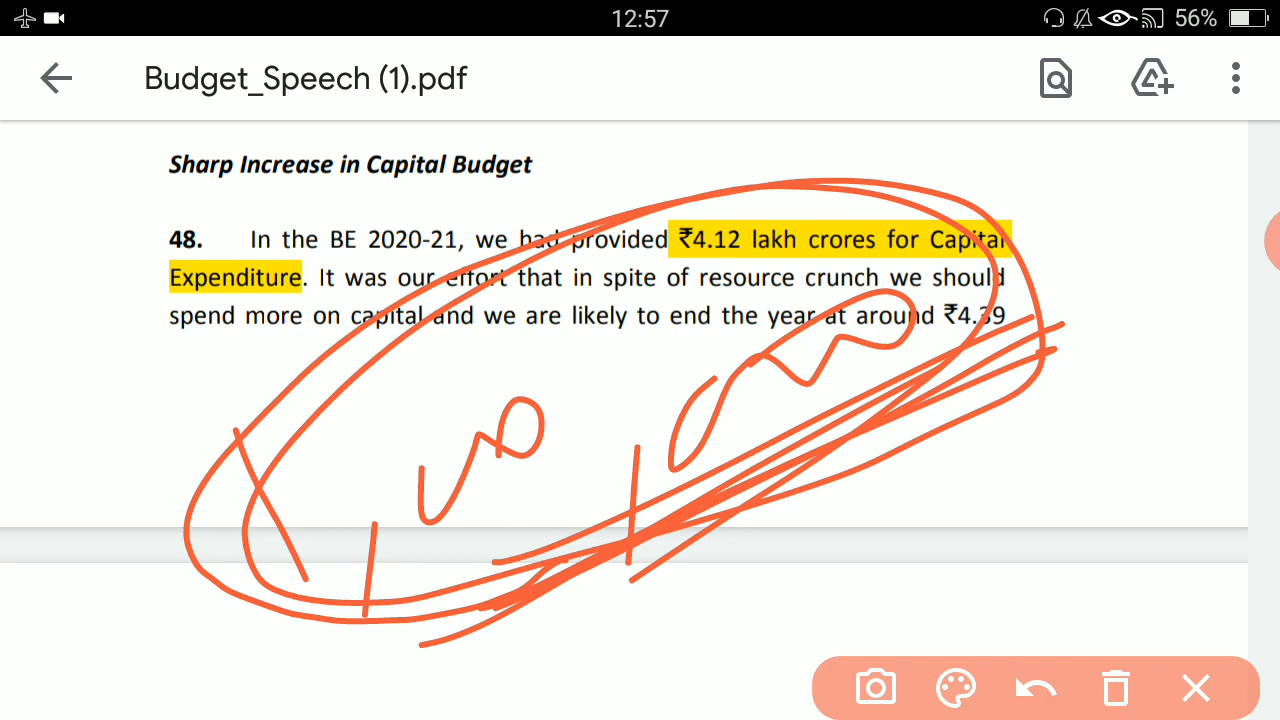 12:57
56%
Budget_Speech (1).pdf
Sharp Increase in Capital Budget
48. In the BE 2020-21, we had provided ₹4.12 lakh crores for Capital
Expenditure. It was our effort that in spite of resource crunch we should
spend more on capital and we are likely to end the year at around ₹4.39